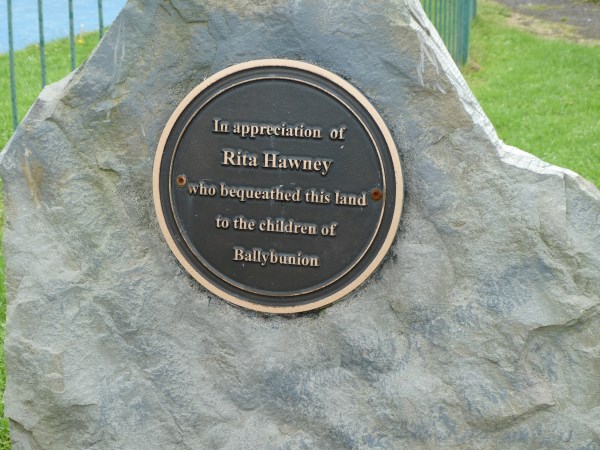 In appreciation of
Rita Hawney
who bequeathed this land
to the children of
Ballybunion